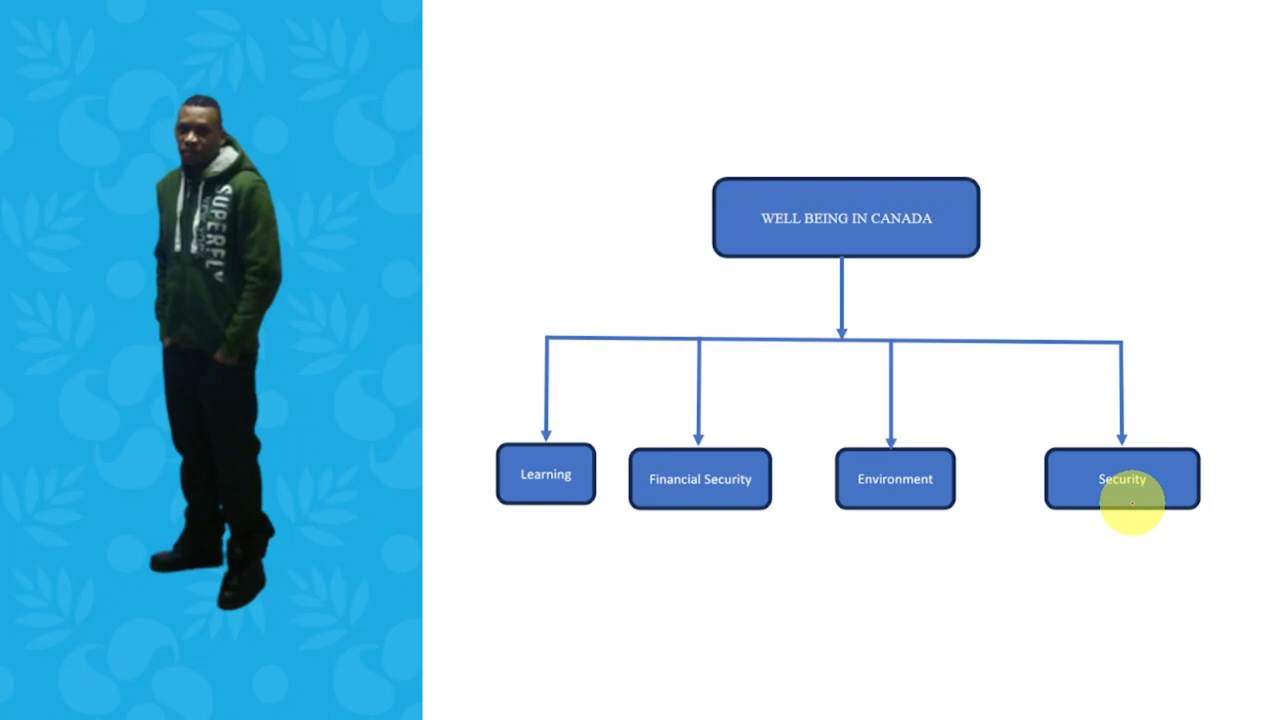 SUPERFLY
WELL BEING IN CANADA
Learning
Financial Security
Environment
Security